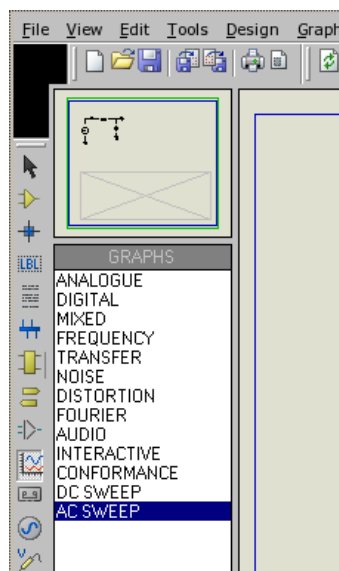 File View Edit Tools Design Graph
LBL
GRAPHS
ANALOGUE
DIGITAL
MIXED
FREQUENCY
TRANSFER
NOISE
DISTORTION
FOURIER
AUDIO
INTERACTIVE
CONFORMANCE
DC SWEEP
AC SWEEP
V